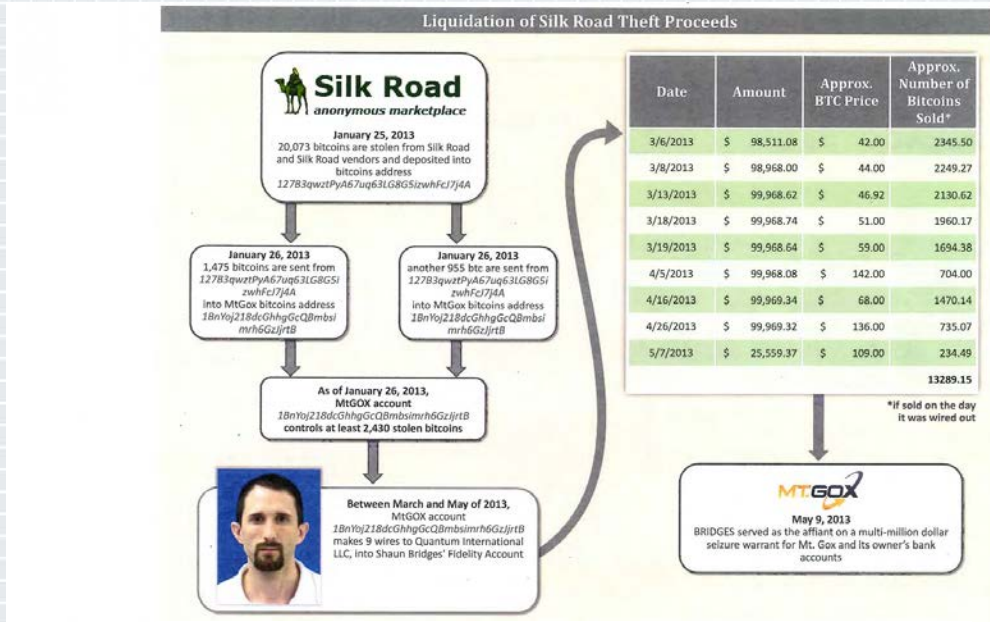 Liquidation of Silk Road Theft Proceeds
Silk Road
anonymous marketplace
January 25, 2013
20,073 bitcoins are stolen from Silk Road
and Silk Road vendors and deposited into
bitcoins address
127B3qwztPyA67uq63LG8G5izwhFcJ7j4A
January 26, 2013
1,475 bitcoins are sent from
127B3qwztPyA67uq63LG8G5i
zwhFcJ7j4A
into MtGox bitcoins address
1BnYoj218dcGhhgGcQBmbsi
mrh6GzJjrtB
January 26, 2013
another 955 btc are sent from
127B3qwztPyA67uq63LG8G5i
zwhFcJ7j4A
into MtGox bitcoins address
1BnYoj218dcGhhgGcQBmbsi
mrh6GzJjrtB
As of January 26, 2013,
MtGOX account
1BnYoj218dcGhhgGcQBmbsimrh6GzJjrtB
controls at least 2,430 stolen bitcoins
Between March and May of 2013,
MtGOX account
1BnYoj218dcGhhgGcQBmbsimrh6GzJjrtB
makes 9 wires to Quantum International
LLC, into Shaun Bridges' Fidelity Account
Date Amount Approx. BTC Price Approx. Number of Bitcoins Sold*
3/6/2013 $ 98,511.08 $ 42.00 2345.50
3/8/2013 $ 98,968.00 $ 44.00 2249.27
3/13/2013 $ 99,968.62 $ 46.92 2130.62
3/18/2013 $ 99,968.74 $ 51.00 1960.17
3/19/2013 $ 99,968.64 $ 59.00 1694.38
4/5/2013 $ 99,968.08 $ 142.00 704.00
4/16/2013 $ 99,969.34 $ 68.00 1470.14
4/26/2013 $ 99,969.32 $ 136.00 735.07
5/7/2013 $ 25,559.37 $ 109.00 234.49
13289.15
*if sold on the day
it was wired out
MT.GOX
May 9, 2013
BRIDGES served as the affiant on a multi-million dollar
seizure warrant for Mt. Gox and its owner's bank
accounts